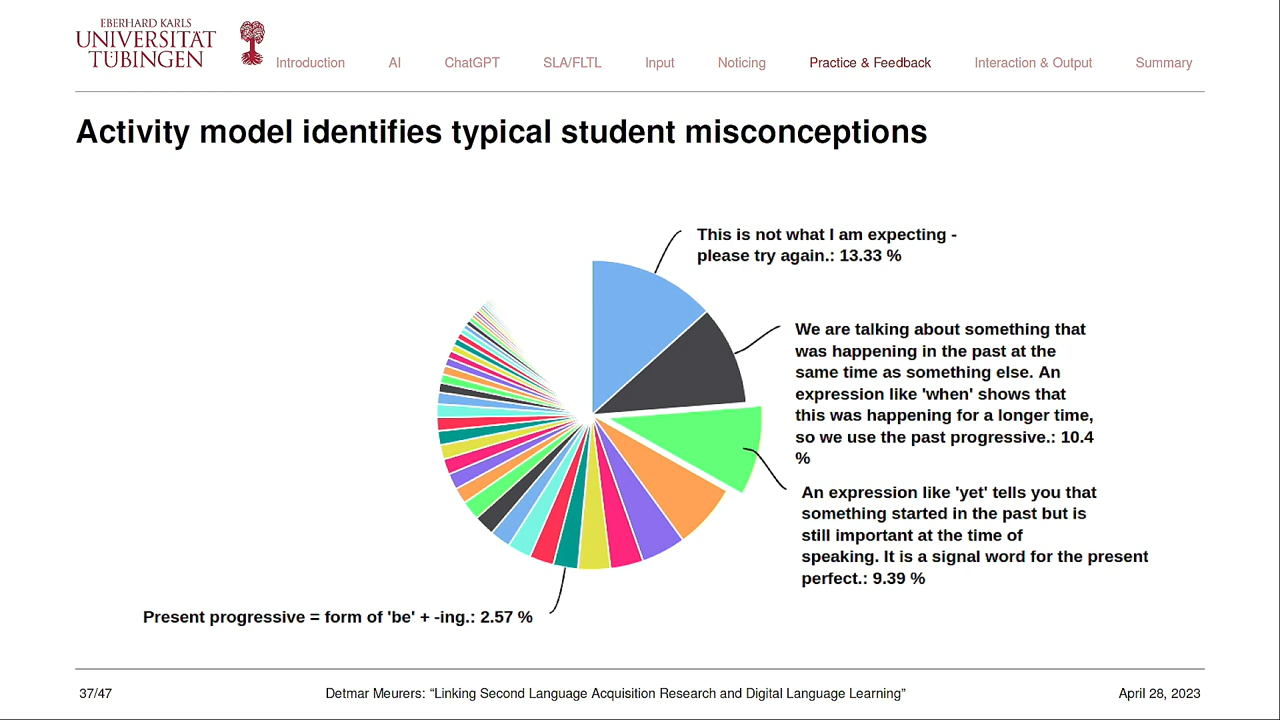 EBERHARD KARLS
UNIVERSITÄT
TÜBINGEN
Introduction AI ChatGPT SLA/FLTL Input Noticing Practice & Feedback Interaction & Output Summary
Activity model identifies typical student misconceptions
This is not what I am expecting -
please try again.: 13.33 %
We are talking about something that
was happening in the past at the
same time as something else. An
expression like 'when' shows that
this was happening for a longer time,
so we use the past progressive.: 10.4
%
An expression like 'yet' tells you that
something started in the past but is
still important at the time of
speaking. It is a signal word for the present
perfect.: 9.39 %
Present progressive = form of 'be' + -ing.: 2.57 %
37/47 Detmar Meurers: “Linking Second Language Acquisition Research and Digital Language Learning” April 28, 2023